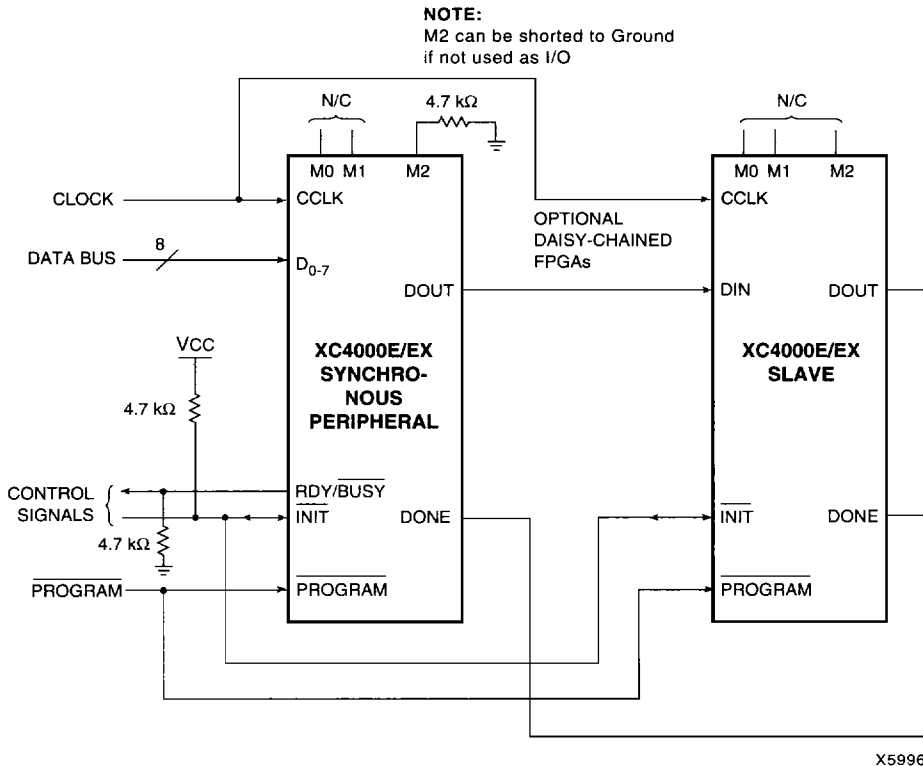 NOTE:
M2 can be shorted to Ground
if not used as I/O
N/C
4.7 kΩ
N/C
M0 M1 M2
M0 M1 M2
CLOCK
CCLK
CCLK
OPTIONAL
DAISY-CHAINED
FPGAs
DATA BUS
8
D0-7
DOUT
DIN
DOUT
VCC
4.7 kΩ
XC4000E/EX
SYNCHRO-
NOUS
PERIPHERAL
XC4000E/EX
SLAVE
CONTROL
SIGNALS
RDY/BUSY
INIT
DONE
INIT
DONE
4.7 kΩ
PROGRAM
PROGRAM
PROGRAM
X5996